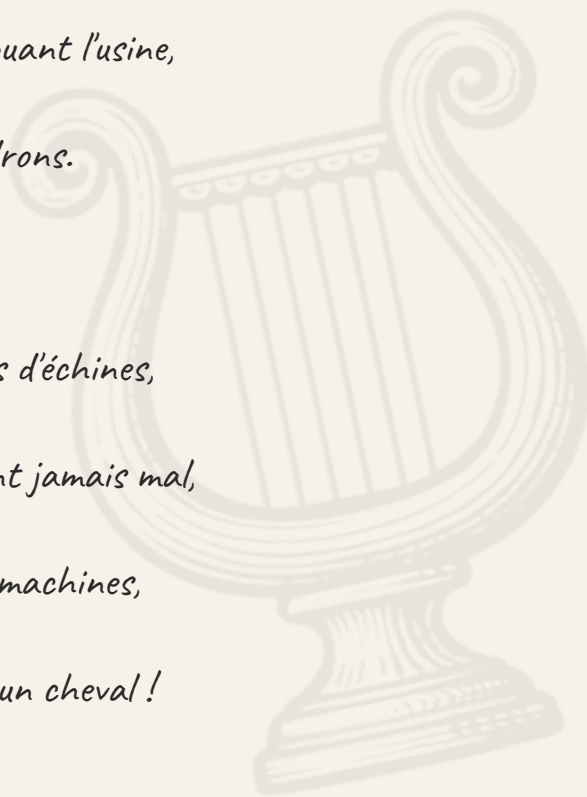 uant l'usine,
rons.
s d'échines,
nt jamais mal,
machines,
un cheval !